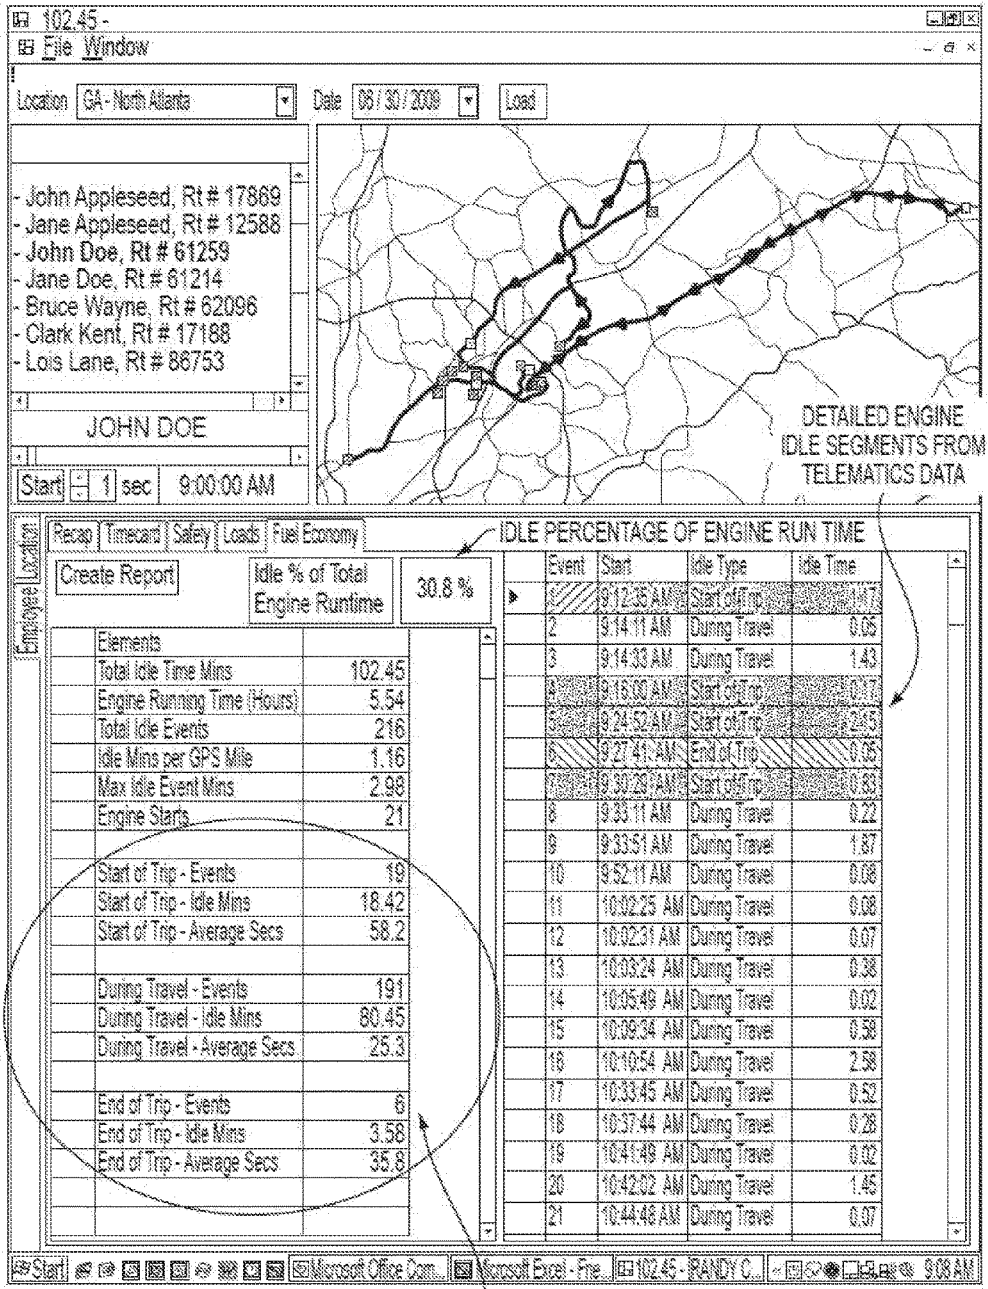 102.45 -
File Window
Location GA - North Atlanta Date 06 / 30 / 2009 Load
- John Appleseed, Rt # 17869
- Jane Appleseed, Rt # 12588
- John Doe, Rt # 61259
- Jane Doe, Rt # 61214
- Bruce Wayne, Rt # 62096
- Clark Kent, Rt # 17188
- Lois Lane, Rt # 86753
JOHN DOE
Start 1 sec 9:00:00 AM
DETAILED ENGINE
IDLE SEGMENTS FROM
TELEMATICS DATA
Employee Location
Recap Timecard Safety Loads Fuel Economy
IDLE PERCENTAGE OF ENGINE RUN TIME
Create Report
Idle % of Total
Engine Runtime
30.8 %
Elements
Total Idle Time Mins 102.45
Engine Running Time (Hours) 5.54
Total Idle Events 216
Idle Mins per GPS Mile 1.16
Max Idle Event Mins 2.98
Engine Starts 21
Start of Trip - Events 19
Start of Trip - Idle Mins 18.42
Start of Trip - Average Secs 58.2
During Travel - Events 191
During Travel - Idle Mins 80.45
During Travel - Average Secs 25.3
End of Trip - Events 6
End of Trip - Idle Mins 3.58
End of Trip - Average Secs 35.8
Event Start Idle Type Idle Time
1 9:12:35 AM Start of Trip 1.17
2 9:14:11 AM During Travel 0.05
3 9:14:33 AM During Travel 1.43
4 9:16:00 AM Start of Trip 0.17
5 9:24:52 AM Start of Trip 2.15
6 9:27:41 AM End of Trip 0.05
7 9:30:29 AM Start of Trip 0.83
8 9:33:11 AM During Travel 0.22
9 9:33:51 AM During Travel 1.87
10 9:52:11 AM During Travel 0.08
11 10:02:25 AM During Travel 0.08
12 10:02:31 AM During Travel 0.07
13 10:03:24 AM During Travel 0.38
14 10:05:49 AM During Travel 0.02
15 10:09:34 AM During Travel 0.58
16 10:10:54 AM During Travel 2.58
17 10:33:45 AM During Travel 0.52
18 10:37:44 AM During Travel 0.28
19 10:41:49 AM During Travel 0.02
20 10:42:02 AM During Travel 1.45
21 10:44:48 AM During Travel 0.07
Start Microsoft Office Com... Microsoft Excel - Fre... 102.45 - [RANDY C... 9:08 AM